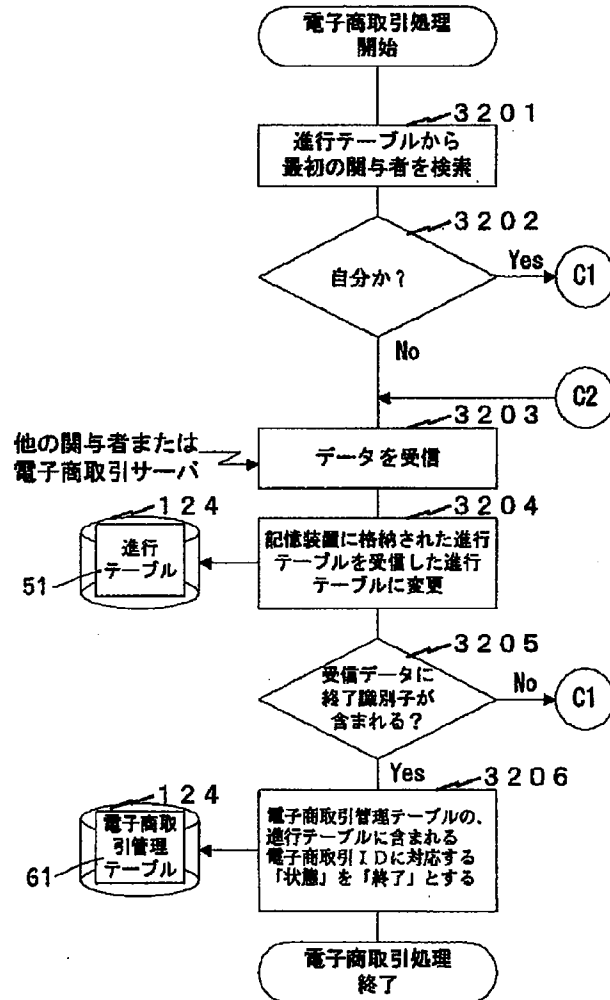 電子商取引処理
開始
3201
進行テーブルから
最初の関与者を検索
3202
自分か？
Yes
C1
No
C2
3203
他の関与者または
電子商取引サーバ
データを受信
3204
124
進行
テーブル
51
記憶装置に格納された進行
テーブルを受信した進行
テーブルに変更
3205
受信データに
終了識別子が
含まれる？
No
C1
Yes
3206
124
電子商取
引管理
テーブル
61
電子商取引管理テーブルの、
進行テーブルに含まれる
電子商取引ＩＤに対応する
「状態」を「終了」とする
電子商取引処理
終了